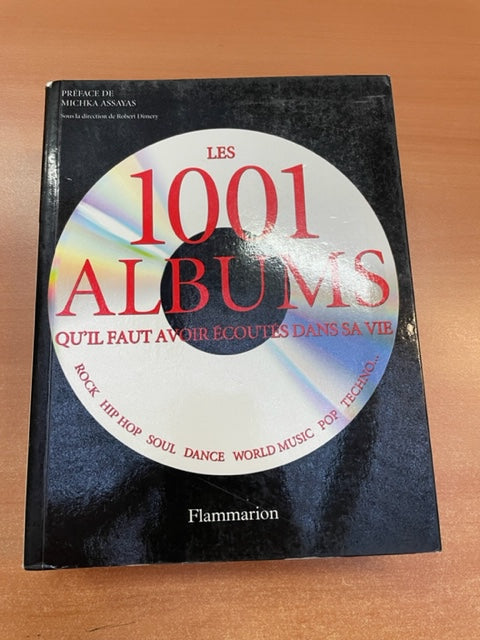 PRÉFACE DE
MICHKA ASSAYAS
Sous la direction de Robert Dimery
LES
1001
ALBUMS
QU'IL FAUT AVOIR ÉCOUTÉS DANS SA VIE
ROCK HIP HOP SOUL DANCE WORLD MUSIC POP TECHNO...
Flammarion